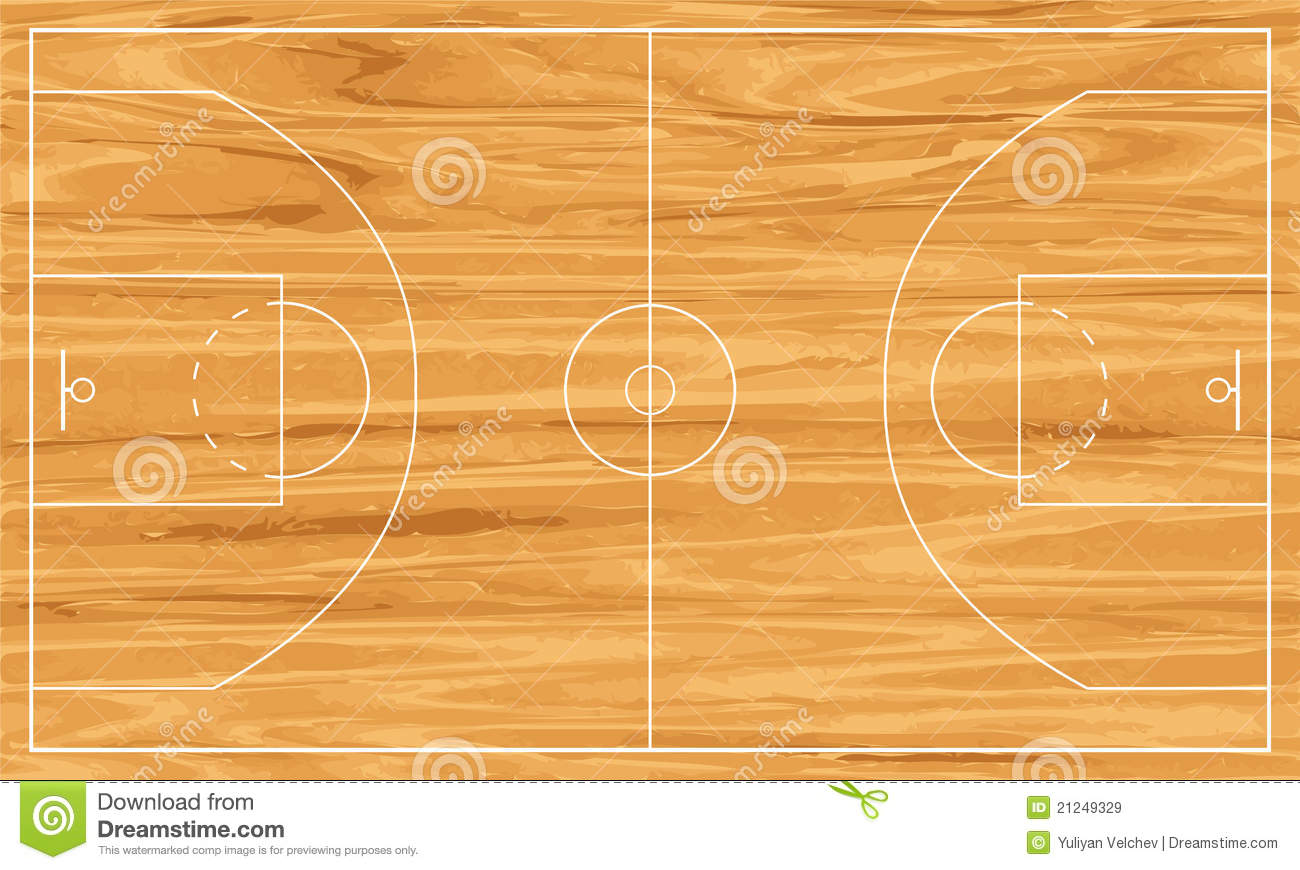 dreamstime
dreamstime
dreamstime
dreamstime
dreamstime
dreamstime
Download from
Dreamstime.com
This watermarked comp image is for previewing purposes only.
ID 21249329
© Yuliyan Velchev | Dreamstime.com